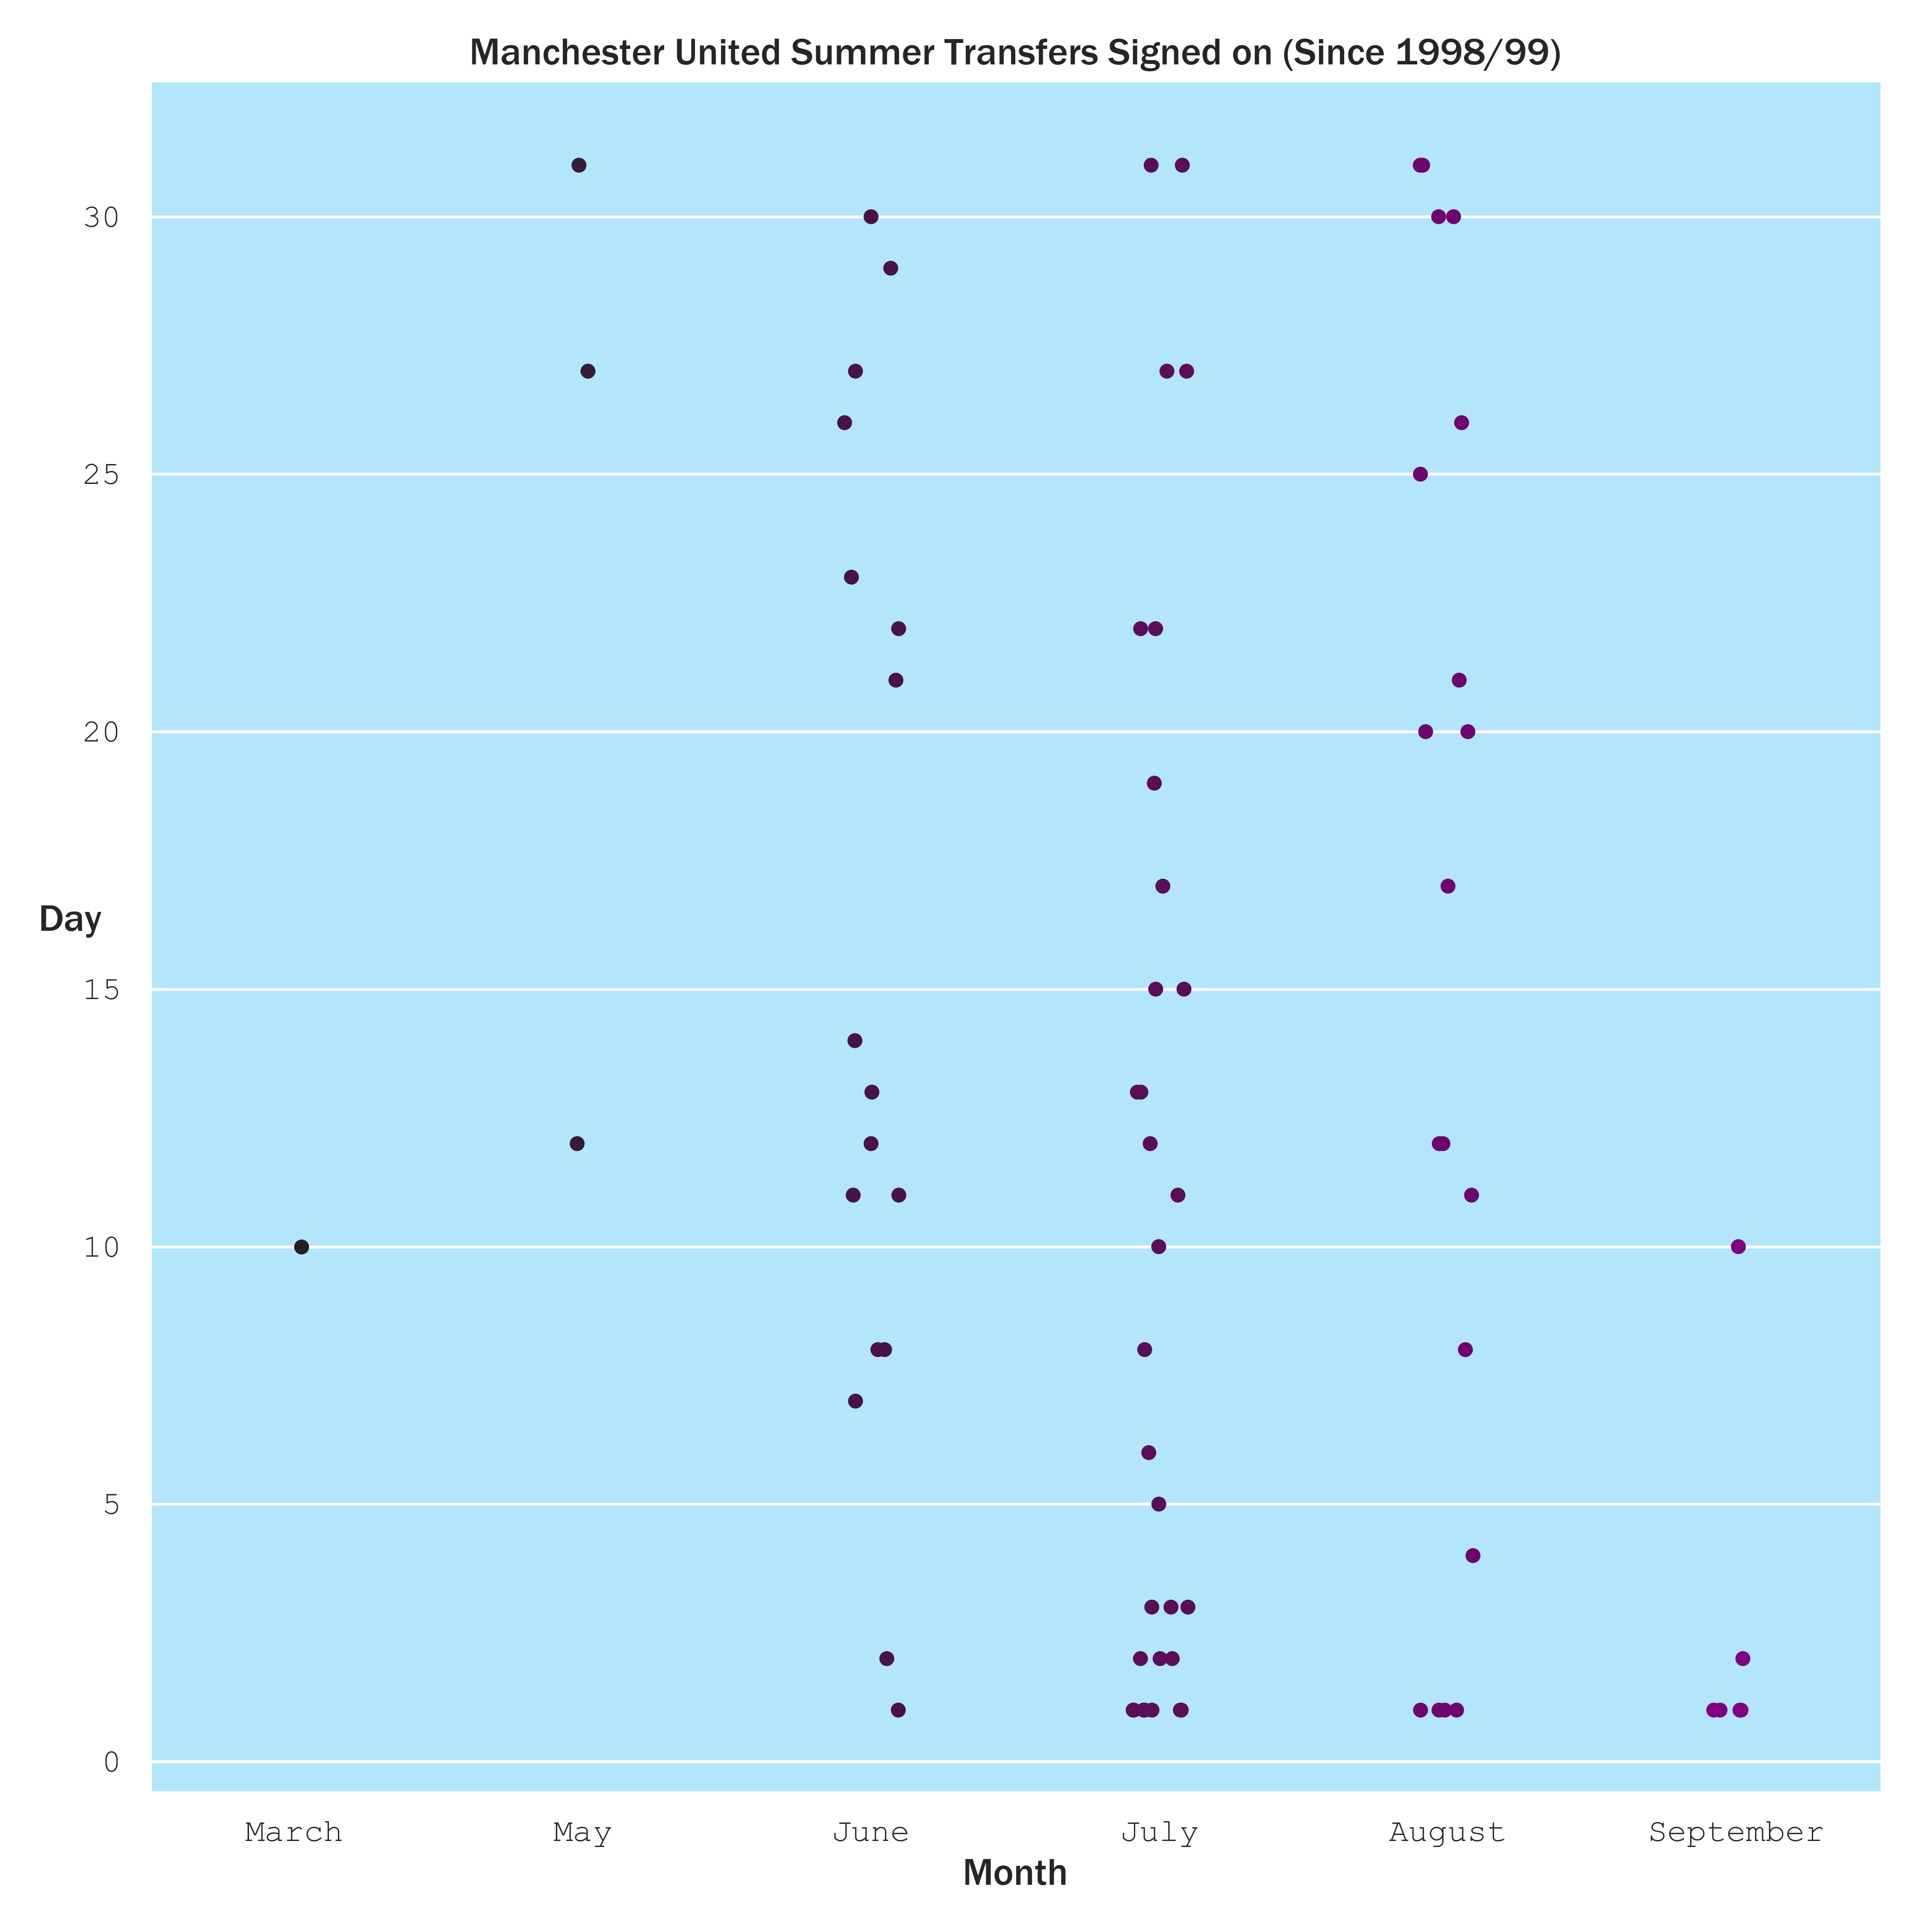 Manchester United Summer Transfers Signed on (Since 1998/99)
30
25
20
Day
15
10
5
0
March May June July August September
Month